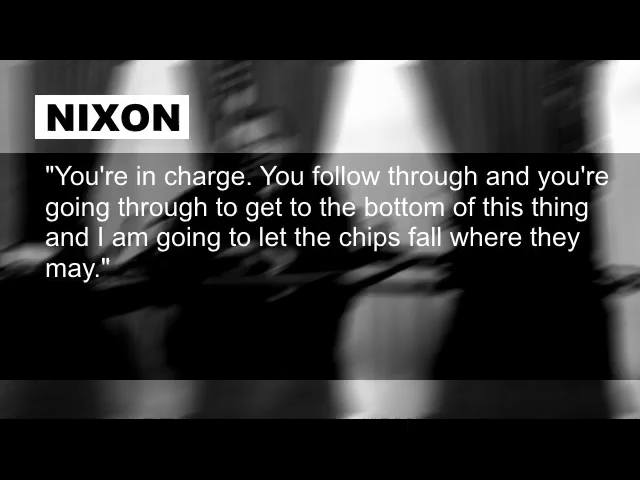 NIXON
"You're in charge. You follow through and you're
going through to get to the bottom of this thing
and I am going to let the chips fall where they
may."